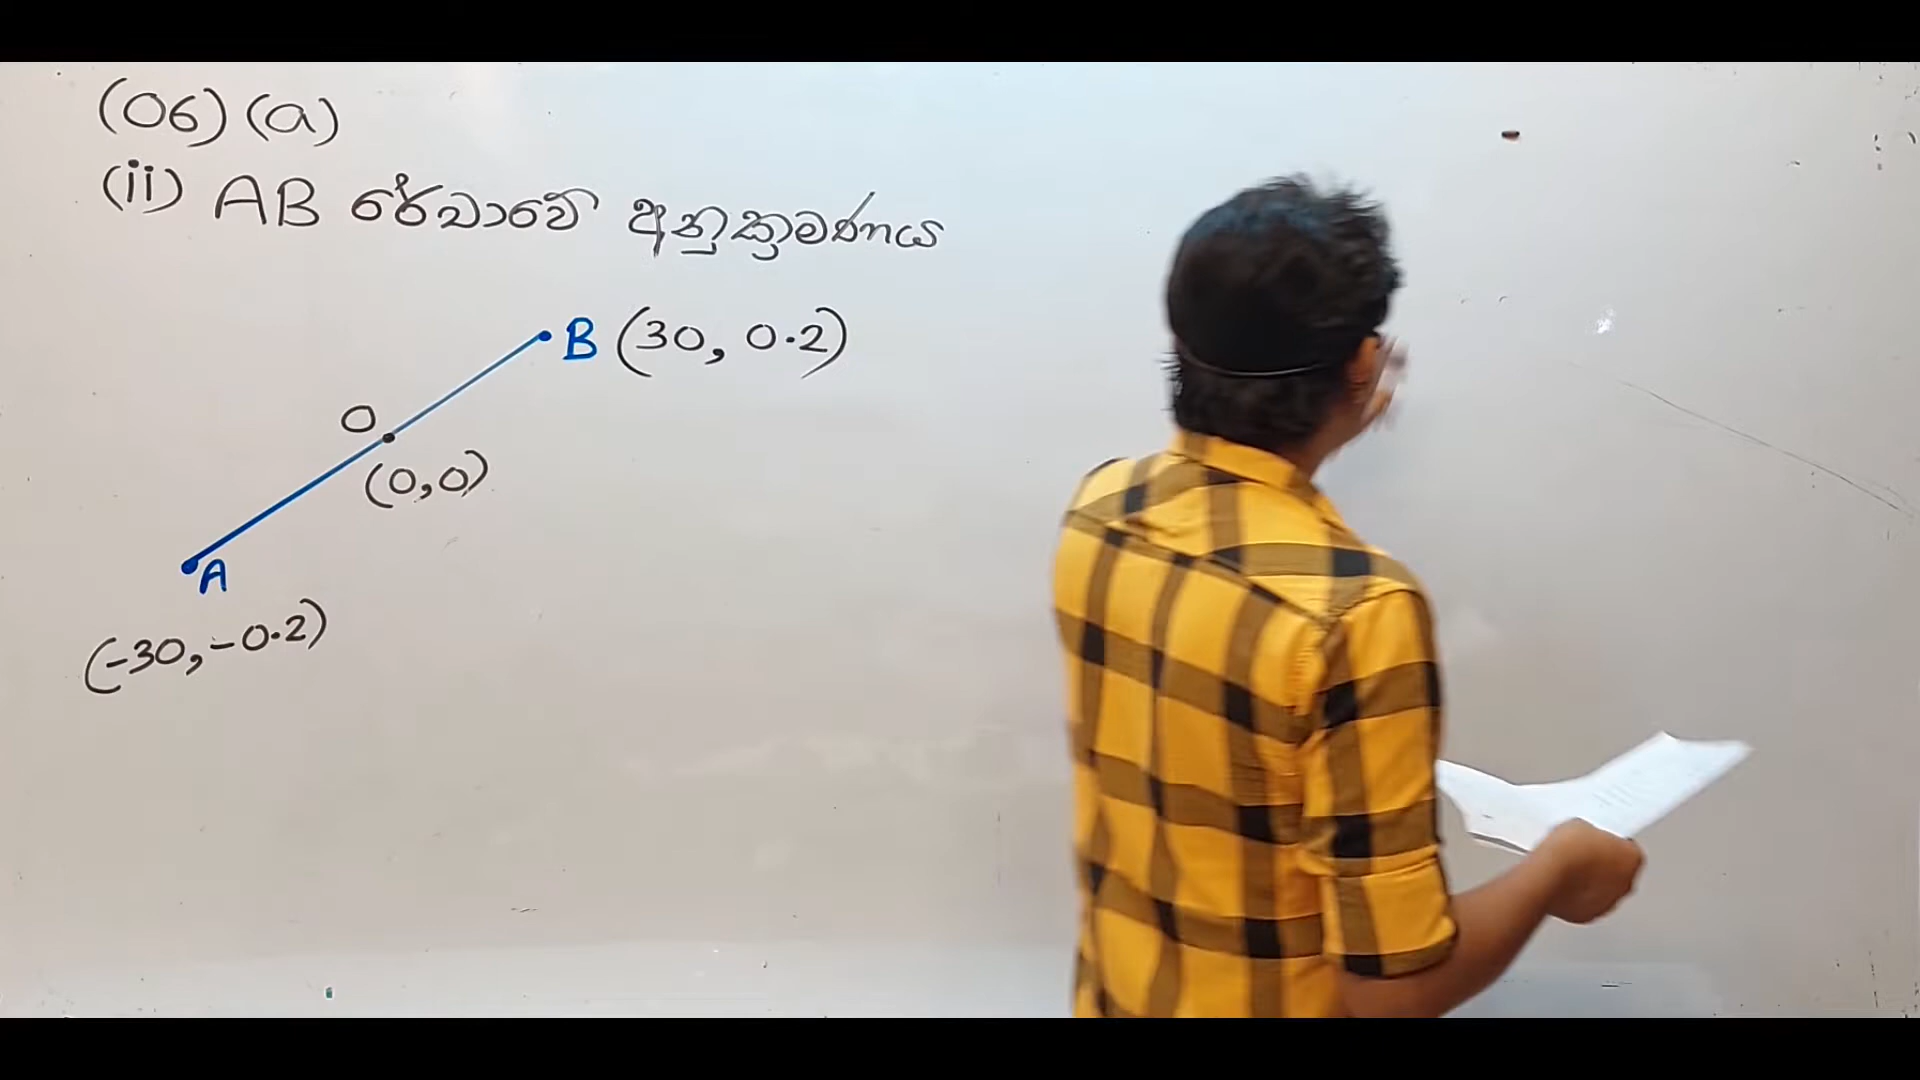 (06) (a)
(ii) AB රේඛාවේ අනුක්‍රමණය
B (30, 0.2)
O
(0,0)
A
(-30, -0.2)